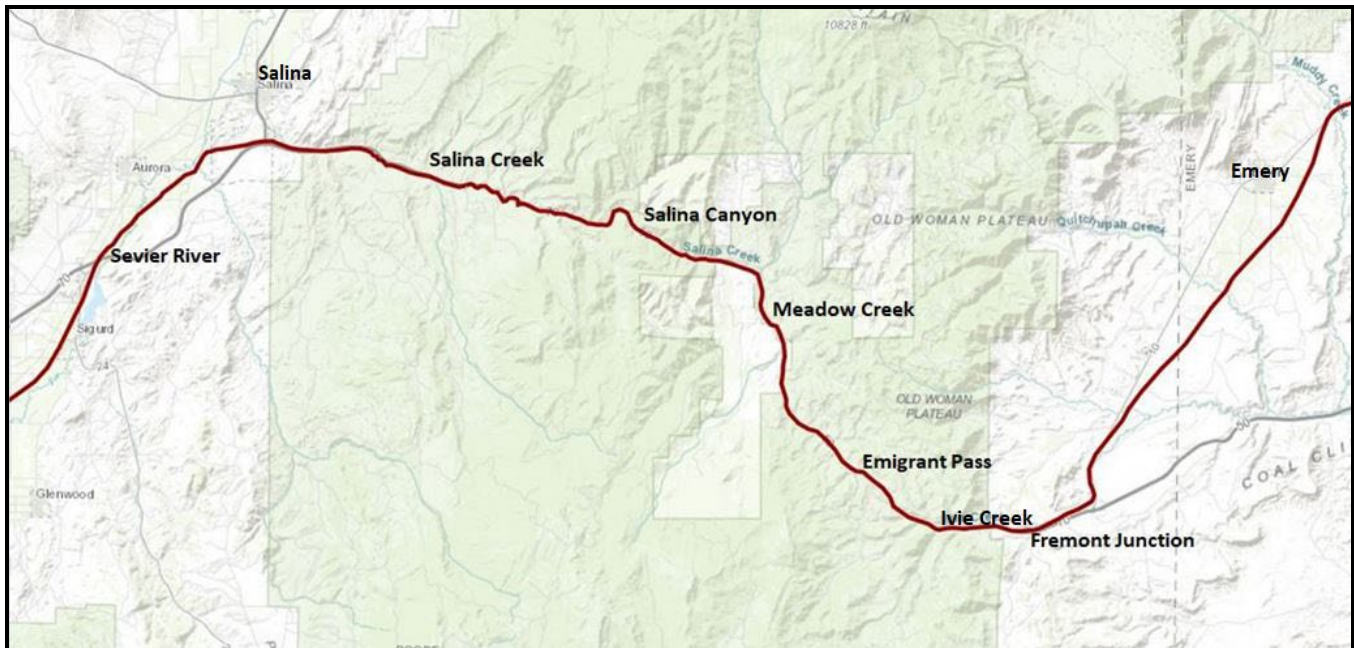 10828 ft
Salina
Salina
Muddy Creek
Salina Creek
Aurora
EMERY
Emery
Salina Canyon
OLD WOMAN PLATEAU
Quitchupah Creek
Salina Creek
Sevier River
70
Meadow Creek
Sigurd
24
OLD WOMAN
PLATEAU
50
Emigrant Pass
COAL CLI
Glenwood
Ivie Creek
70
Fremont Junction